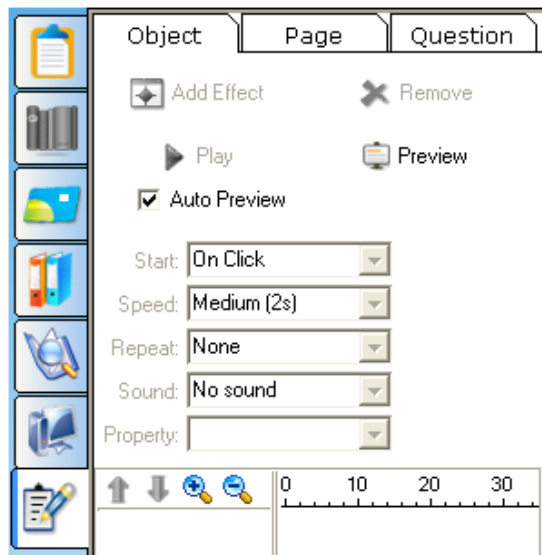 Object Page Question
Add Effect Remove
Play Preview
Auto Preview
Start: On Click
Speed: Medium (2s)
Repeat: None
Sound: No sound
Property:
0 10 20 30